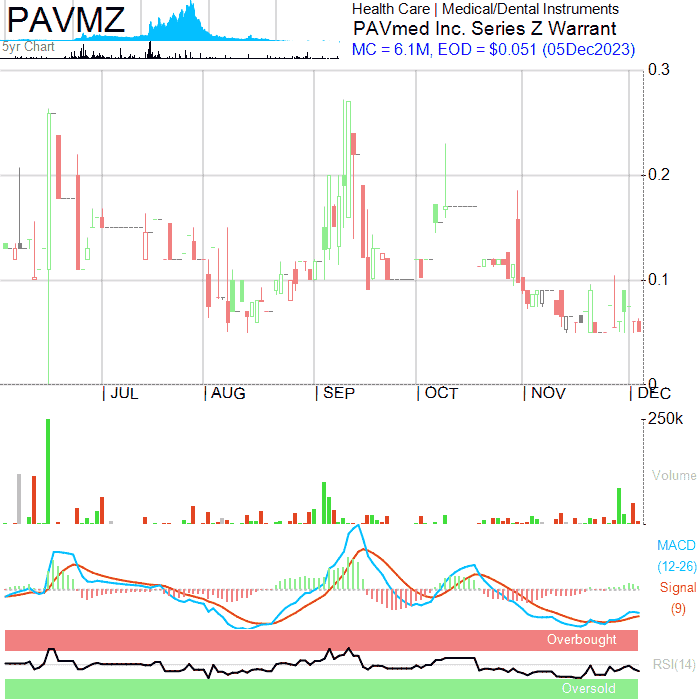 PAVMZ
5yr Chart
Health Care | Medical/Dental Instruments
PAVmed Inc. Series Z Warrant
MC = 6.1M, EOD = $0.051 (05Dec2023)
0.3
0.2
0.1
0
JUL
AUG
SEP
OCT
NOV
DEC
250k
Volume
MACD
(12-26)
Signal
(9)
Overbought
RSI(14)
Oversold